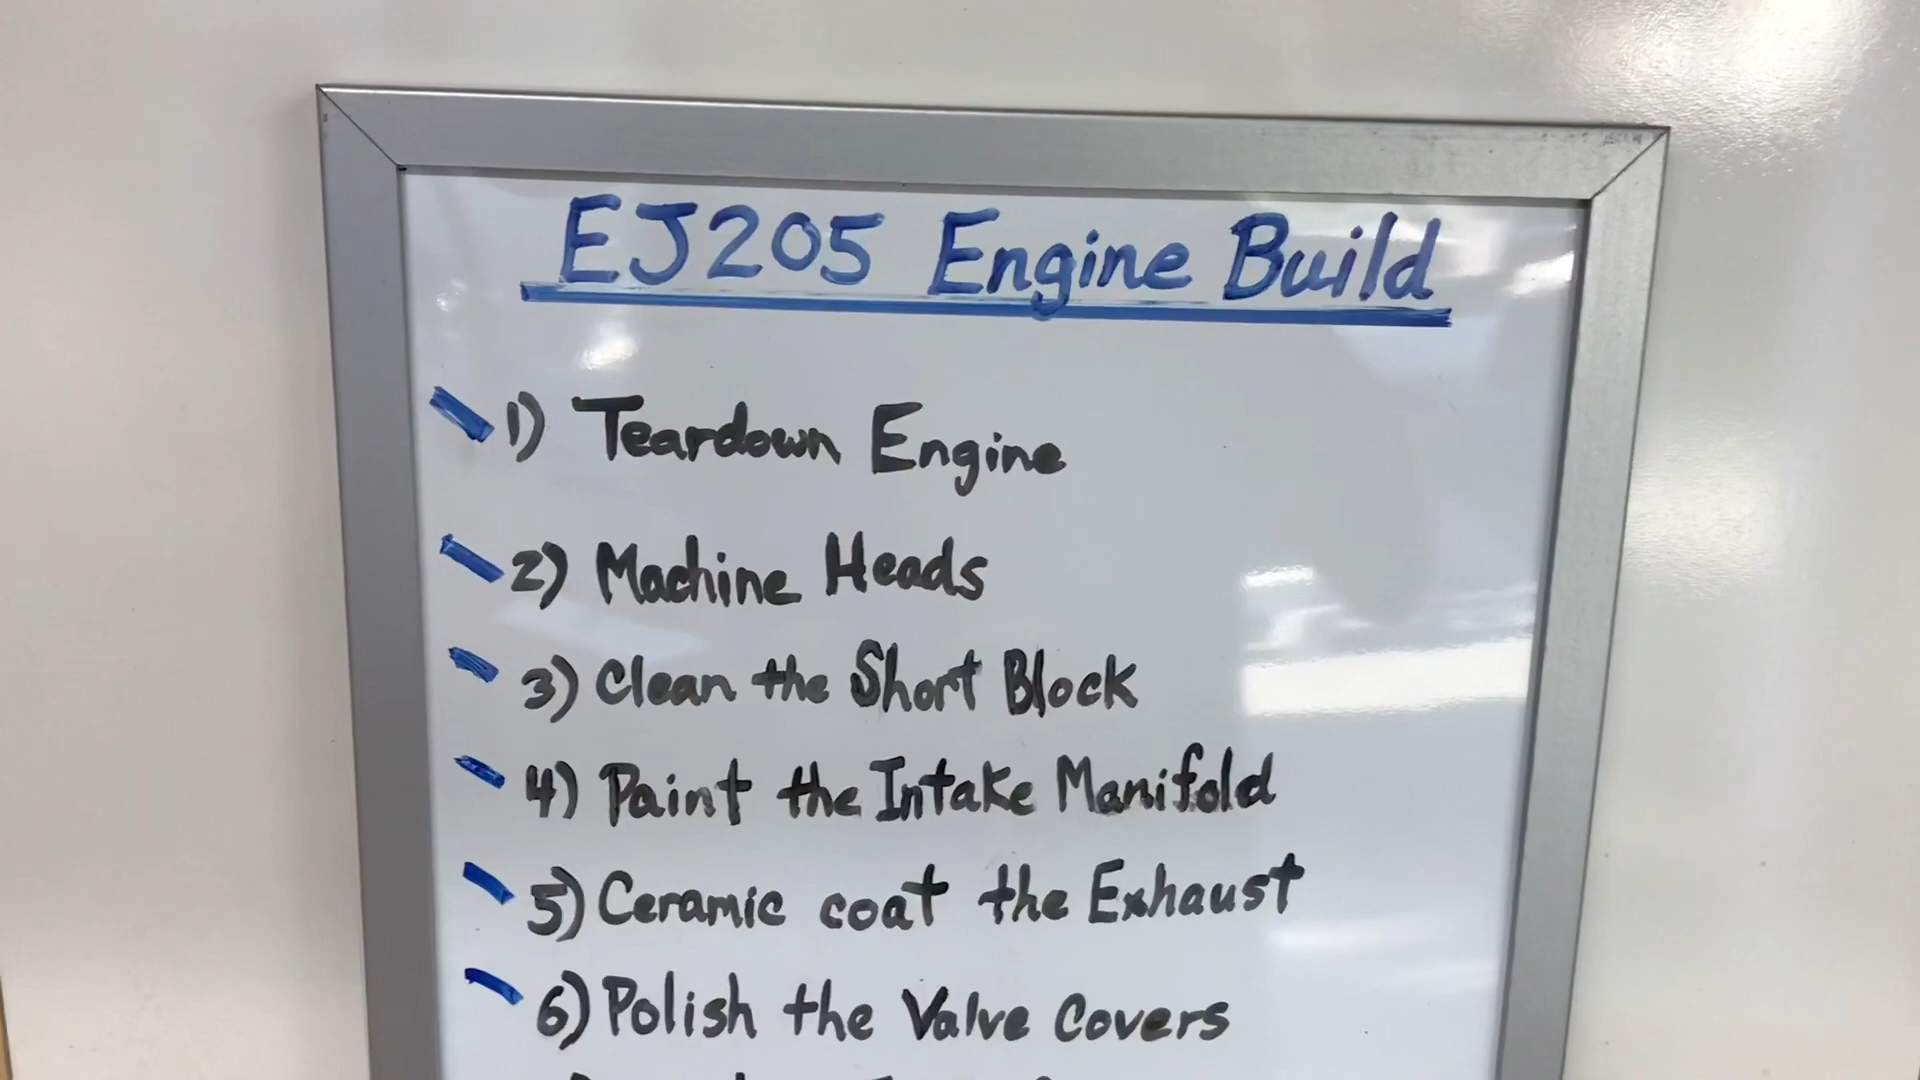 EJ205 Engine Build
1) Teardown Engine
2) Machine Heads
3) Clean the Short Block
4) Paint the Intake Manifold
5) Ceramic coat the Exhaust
6) Polish the Valve Covers